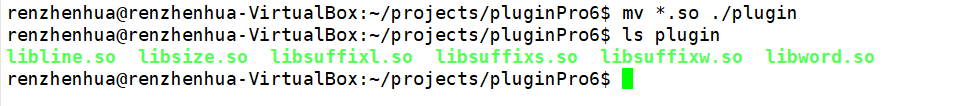 renzhenhua@renzhenhua-VirtualBox:~/projects/pluginPro6$ mv *.so ./plugin
renzhenhua@renzhenhua-VirtualBox:~/projects/pluginPro6$ ls plugin
libline.so  libsize.so  libsuffixl.so  libsuffixs.so  libsuffixw.so  libword.so
renzhenhua@renzhenhua-VirtualBox:~/projects/pluginPro6$